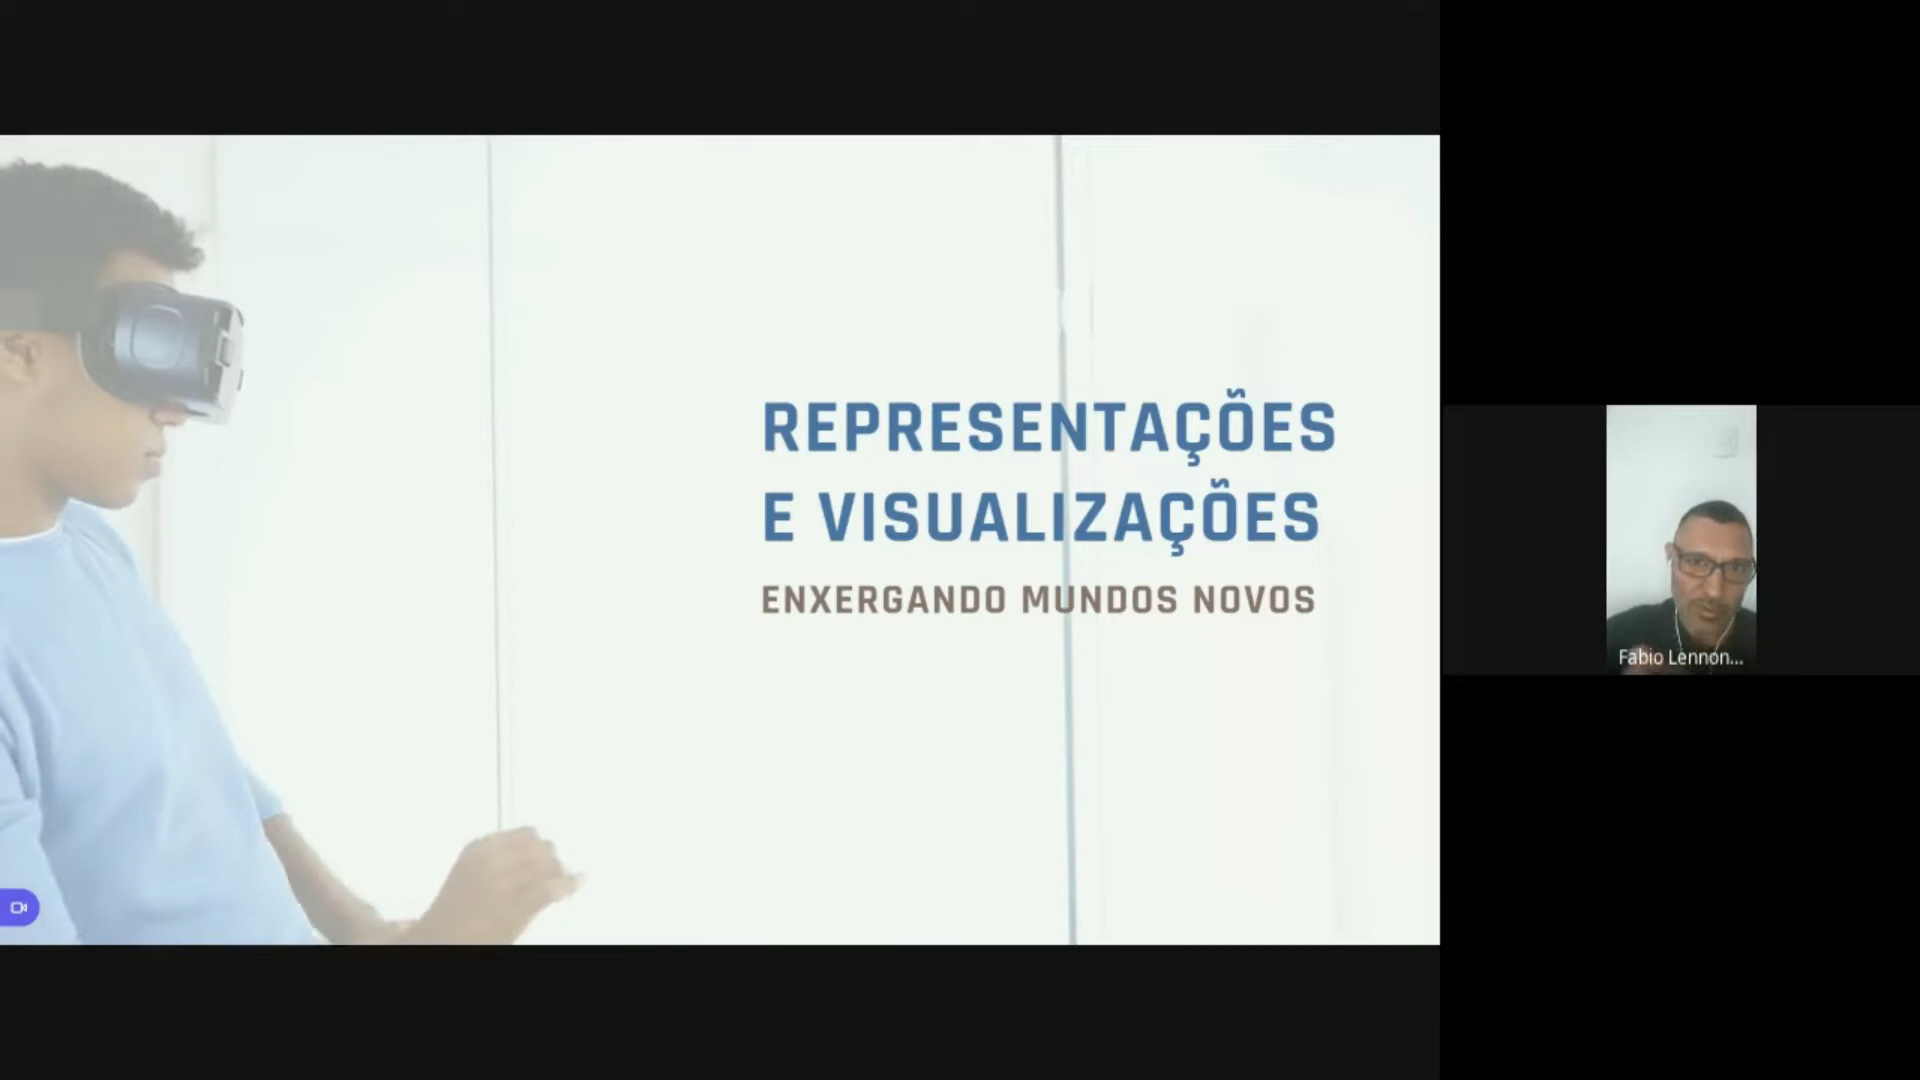 REPRESENTAÇÕES
E VISUALIZAÇÕES
ENXERGANDO MUNDOS NOVOS
Fabio Lennon...